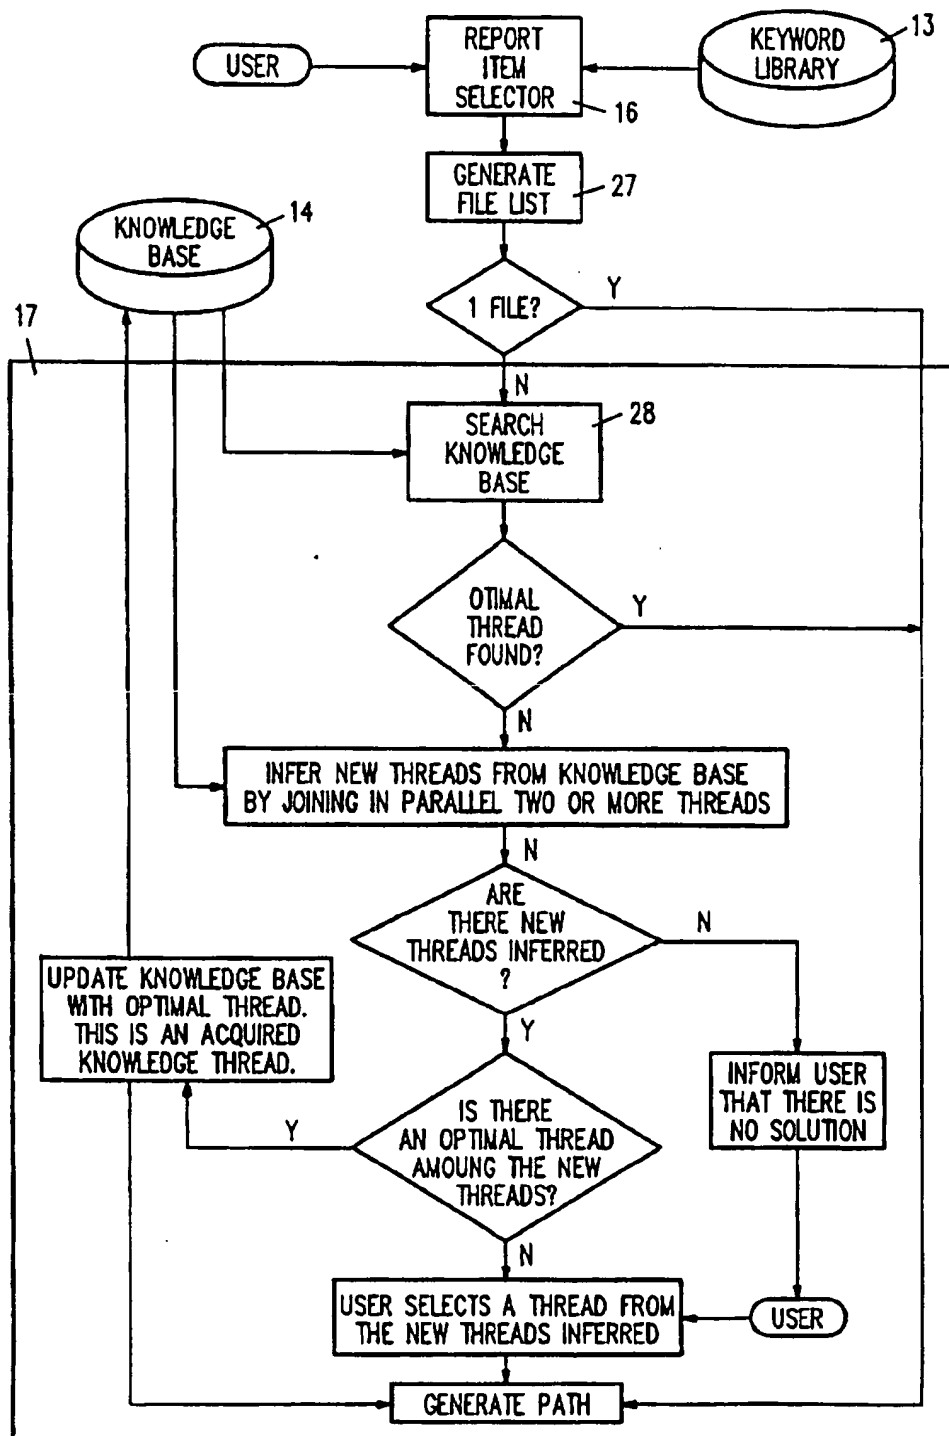 REPORT
ITEM
SELECTOR
16
USER
KEYWORD
LIBRARY
13
GENERATE
FILE LIST
27
KNOWLEDGE
BASE
14
1 FILE?
Y
17
N
SEARCH
KNOWLEDGE
BASE
28
OTIMAL
THREAD
FOUND?
Y
N
INFER NEW THREADS FROM KNOWLEDGE BASE
BY JOINING IN PARALLEL TWO OR MORE THREADS
N
ARE
THERE NEW
THREADS INFERRED
?
N
Y
UPDATE KNOWLEDGE BASE
WITH OPTIMAL THREAD.
THIS IS AN ACQUIRED
KNOWLEDGE THREAD.
INFORM USER
THAT THERE IS
NO SOLUTION
IS THERE
AN OPTIMAL THREAD
AMOUNG THE NEW
THREADS?
Y
N
USER SELECTS A THREAD FROM
THE NEW THREADS INFERRED
USER
GENERATE PATH